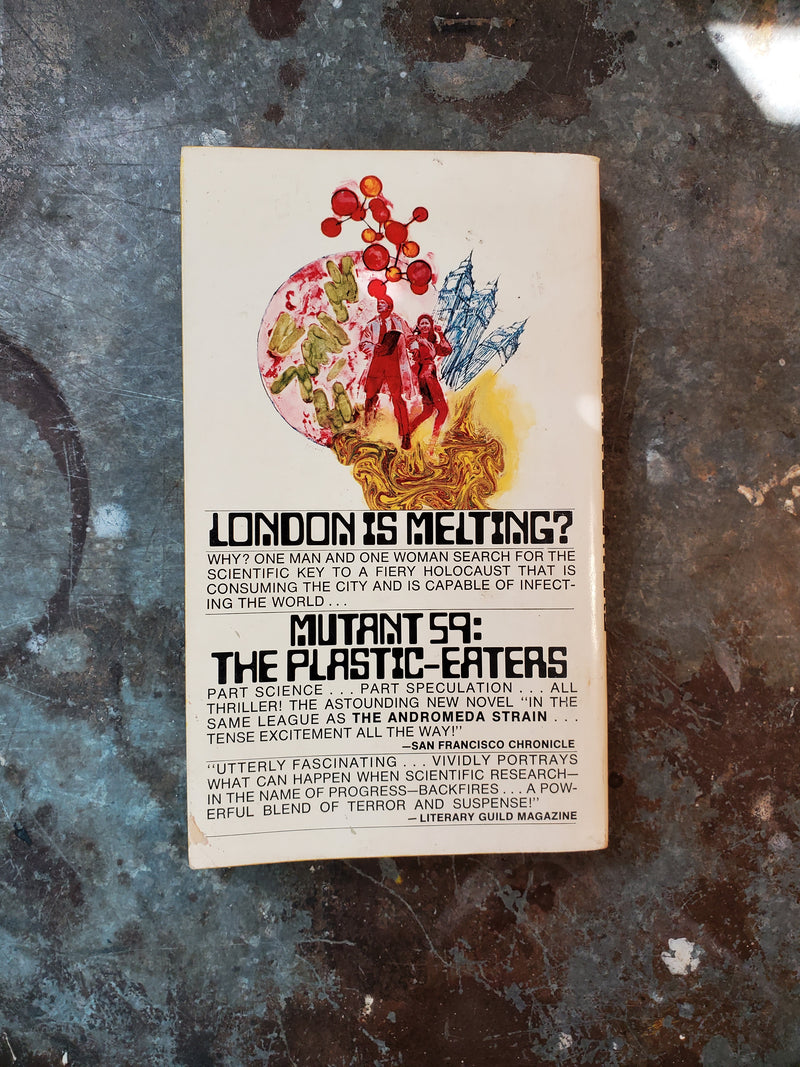 LONDON IS MELTING?
WHY? ONE MAN AND ONE WOMAN SEARCH FOR THE
SCIENTIFIC KEY TO A FIERY HOLOCAUST THAT IS
CONSUMING THE CITY AND IS CAPABLE OF INFECT-
ING THE WORLD...
MUTANT 59:
THE PLASTIC-EATERS
PART SCIENCE... PART SPECULATION... ALL
THRILLER! THE ASTOUNDING NEW NOVEL "IN THE
SAME LEAGUE AS THE ANDROMEDA STRAIN...
TENSE EXCITEMENT ALL THE WAY!"
—SAN FRANCISCO CHRONICLE
"UTTERLY FASCINATING... VIVIDLY PORTRAYS
WHAT CAN HAPPEN WHEN SCIENTIFIC RESEARCH—
IN THE NAME OF PROGRESS—BACKFIRES... A POW-
ERFUL BLEND OF TERROR AND SUSPENSE!"
—LITERARY GUILD MAGAZINE